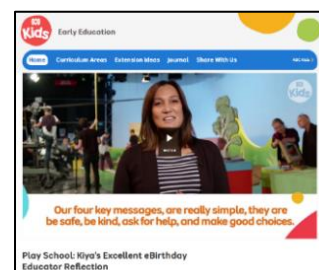 Kids
Early Education
Home Curriculum Areas Extension Ideas Journal Share With Us
Kids
WATCH
Our four key messages, are really simple, they are
be safe, be kind, ask for help, and make good choices.
Play School: Kiya's Excellent eBirthday
Educator Reflection